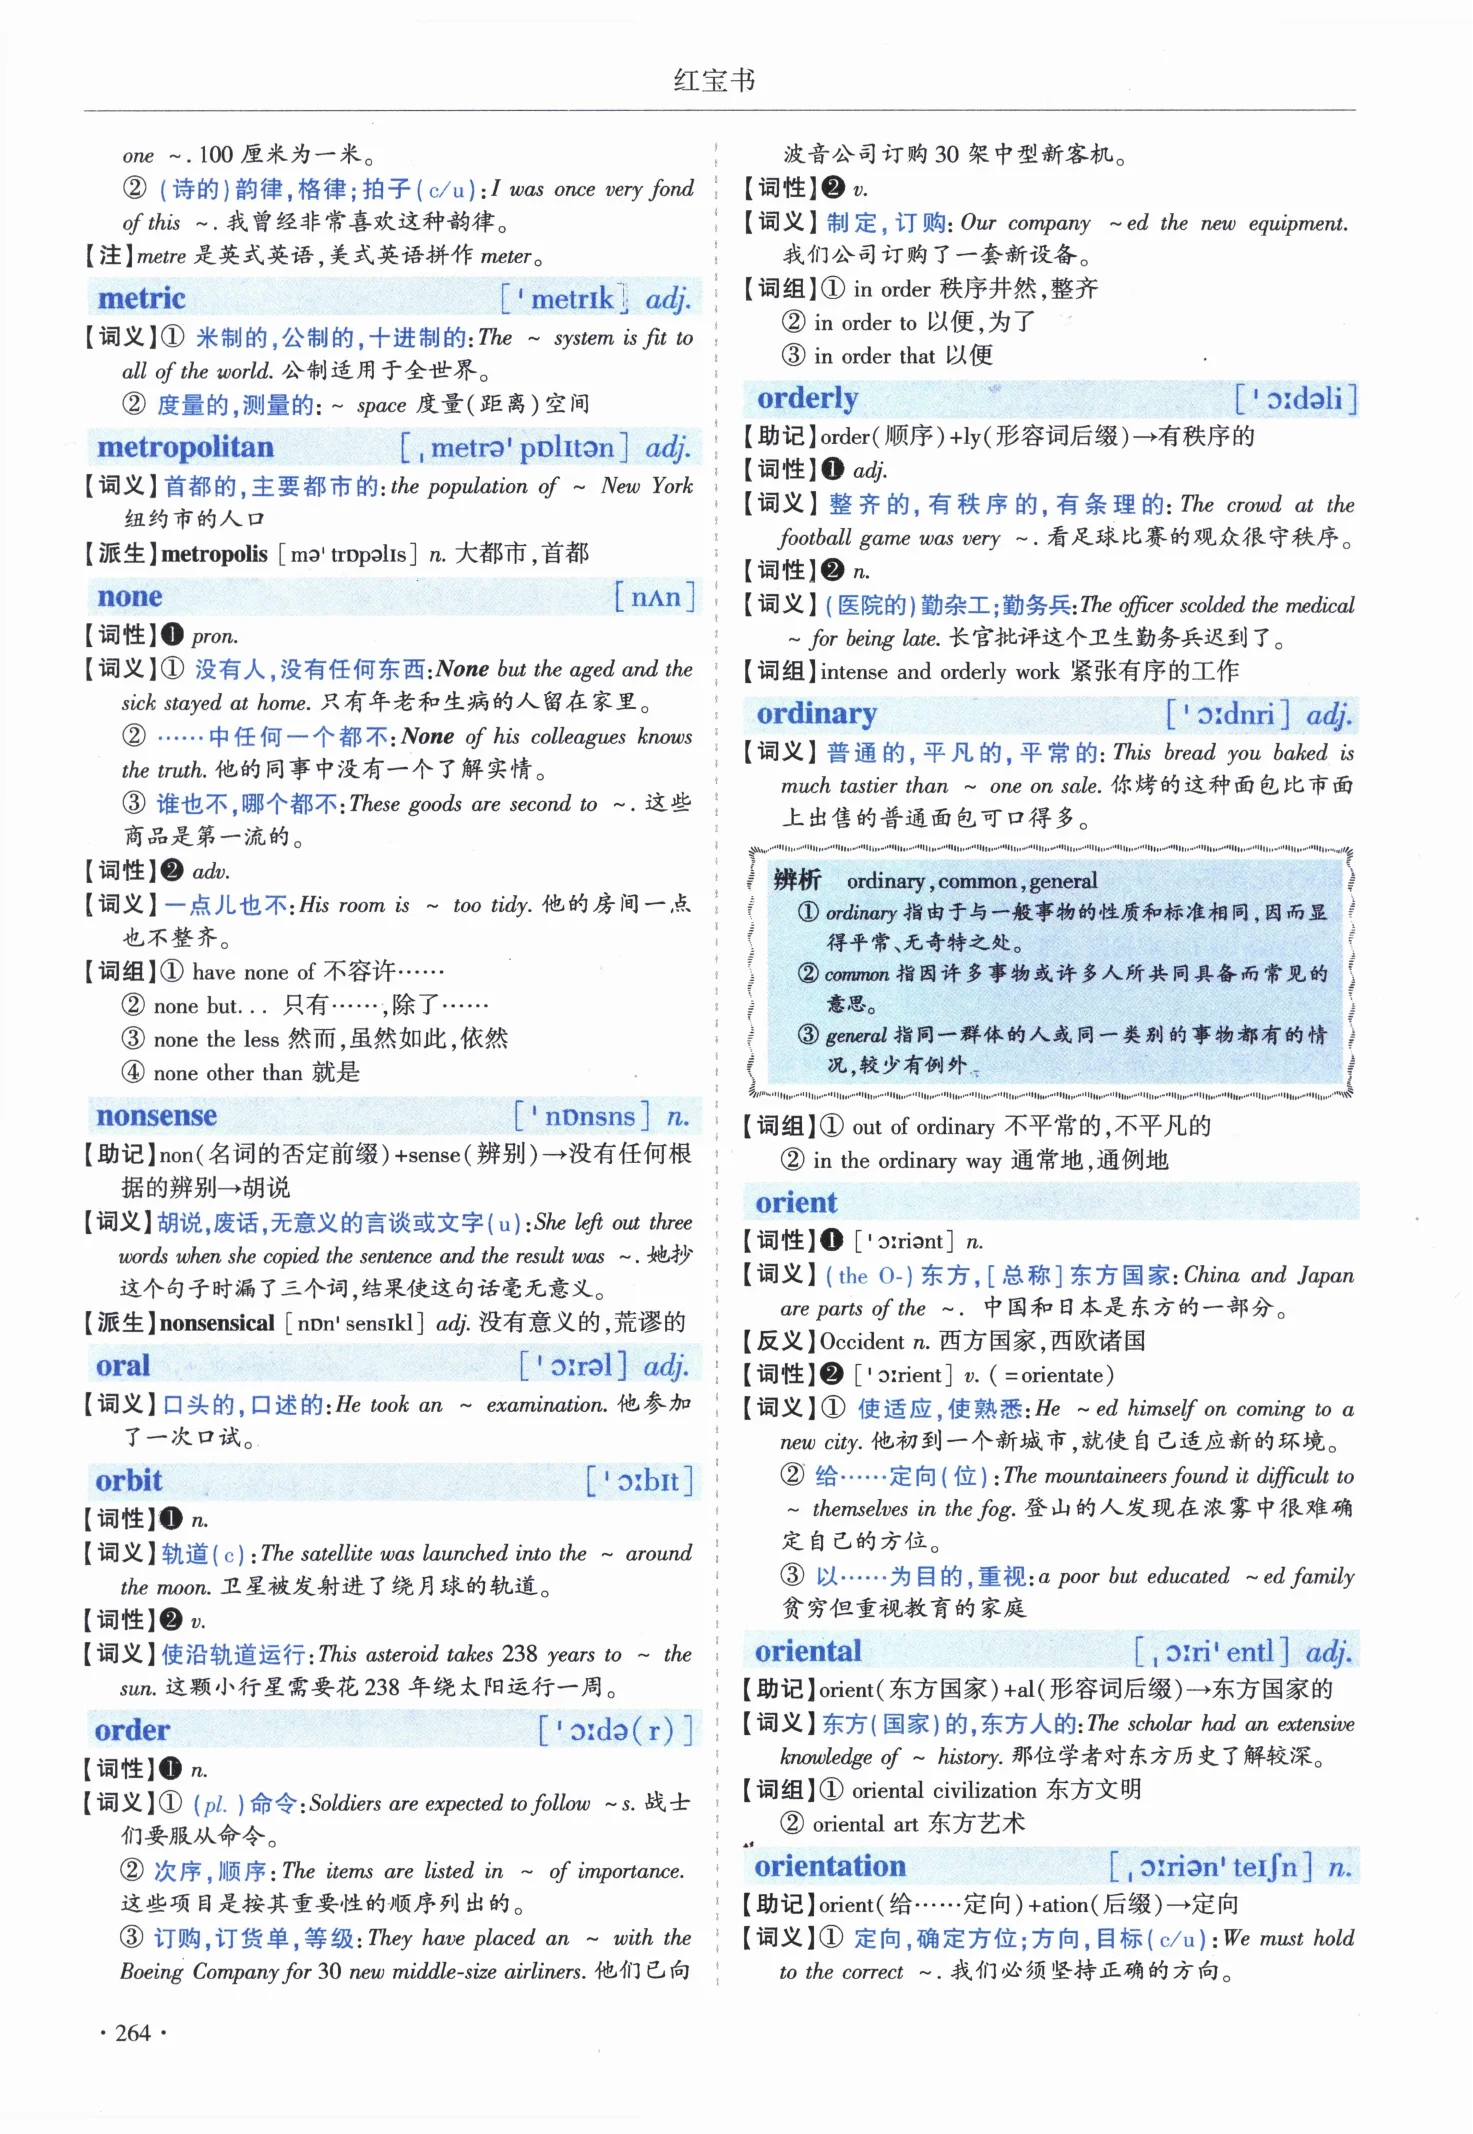 红宝书
one ~. 100 厘米为一米。
② (诗的)韵律,格律;拍子(c/u):I was once very fond
of this ~. 我曾经非常喜欢这种韵律。
【注】metre 是英式英语,美式英语拼作 meter。
metric [ˈmetrɪk] adj.
【词义】① 米制的,公制的,十进制的:The ~ system is fit to
all of the world. 公制适用于全世界。
② 度量的,测量的: ~ space 度量(距离)空间
metropolitan [ˌmetrəˈpɒlɪtən] adj.
【词义】首都的,主要都市的:the population of ~ New York
纽约市的人口
【派生】metropolis [məˈtrɒpəlɪs] n. 大都市,首都
none [nʌn]
【词性】❶ pron.
【词义】① 没有人,没有任何东西:None but the aged and the
sick stayed at home. 只有年老和生病的人留在家里。
② ……中任何一个都不:None of his colleagues knows
the truth. 他的同事中没有一个了解实情。
③ 谁也不,哪个都不:These goods are second to ~. 这些
商品是第一流的。
【词性】❷ adv.
【词义】一点儿也不:His room is ~ too tidy. 他的房间一点
也不整齐。
【词组】① have none of 不容许……
② none but... 只有……,除了……
③ none the less 然而,虽然如此,依然
④ none other than 就是
nonsense [ˈnɒnsns] n.
【助记】non(名词的否定前缀)+sense(辨别)→没有任何根
据的辨别→胡说
【词义】胡说,废话,无意义的言谈或文字(u):She left out three
words when she copied the sentence and the result was ~. 她抄
这个句子时漏了三个词,结果使这句话毫无意义。
【派生】nonsensical [nɒnˈsensɪkl] adj. 没有意义的,荒谬的
oral [ˈɔːrəl] adj.
【词义】口头的,口述的:He took an ~ examination. 他参加
了一次口试。
orbit [ˈɔːbɪt]
【词性】❶ n.
【词义】轨道(c):The satellite was launched into the ~ around
the moon. 卫星被发射进了绕月球的轨道。
【词性】❷ v.
【词义】使沿轨道运行:This asteroid takes 238 years to ~ the
sun. 这颗小行星需要花 238 年绕太阳运行一周。
order [ˈɔːdə(r)]
【词性】❶ n.
【词义】① (pl. )命令:Soldiers are expected to follow ~s. 战士
们要服从命令。
② 次序,顺序:The items are listed in ~ of importance.
这些项目是按其重要性的顺序列出的。
③ 订购,订货单,等级:They have placed an ~ with the
Boeing Company for 30 new middle-size airliners. 他们已向
波音公司订购 30 架中型新客机。
【词性】❷ v.
【词义】制定,订购:Our company ~ed the new equipment.
我们公司订购了一套新设备。
【词组】① in order 秩序井然,整齐
② in order to 以便,为了
③ in order that 以便
orderly [ˈɔːdəli]
【助记】order(顺序)+ly(形容词后缀)→有秩序的
【词性】❶ adj.
【词义】整齐的,有秩序的,有条理的:The crowd at the
football game was very ~. 看足球比赛的观众很守秩序。
【词性】❷ n.
【词义】(医院的)勤杂工;勤务兵:The officer scolded the medical
~ for being late. 长官批评这个卫生勤务兵迟到了。
【词组】intense and orderly work 紧张有序的工作
ordinary [ˈɔːdnri] adj.
【词义】普通的,平凡的,平常的:This bread you baked is
much tastier than ~ one on sale. 你烤的这种面包比市面
上出售的普通面包可口得多。
辨析 ordinary,common,general
① ordinary 指由于与一般事物的性质和标准相同,因而显
得平常、无奇特之处。
② common 指因许多事物或许多人所共同具备而常见的
意思。
③ general 指同一群体的人或同一类别的事物都有的情
况,较少有例外。
【词组】① out of ordinary 不平常的,不平凡的
② in the ordinary way 通常地,通例地
orient
【词性】❶ [ˈɔːriənt] n.
【词义】(the O-)东方,[总称]东方国家:China and Japan
are parts of the ~. 中国和日本是东方的一部分。
【反义】Occident n. 西方国家,西欧诸国
【词性】❷ [ˈɔːrient] v. (=orientate)
【词义】① 使适应,使熟悉:He ~ed himself on coming to a
new city. 他初到一个新城市,就使自己适应新的环境。
② 给……定向(位):The mountaineers found it difficult to
~ themselves in the fog. 登山的人发现在浓雾中很难确
定自己的方位。
③ 以……为目的,重视:a poor but educated ~ed family
贫穷但重视教育的家庭
oriental [ˌɔːriˈentl] adj.
【助记】orient(东方国家)+al(形容词后缀)→东方国家的
【词义】东方(国家)的,东方人的:The scholar had an extensive
knowledge of ~ history. 那位学者对东方历史了解较深。
【词组】① oriental civilization 东方文明
② oriental art 东方艺术
orientation [ˌɔːriənˈteɪʃn] n.
【助记】orient(给……定向)+ation(后缀)→定向
【词义】① 定向,确定方位;方向,目标(c/u):We must hold
to the correct ~. 我们必须坚持正确的方向。
·264·